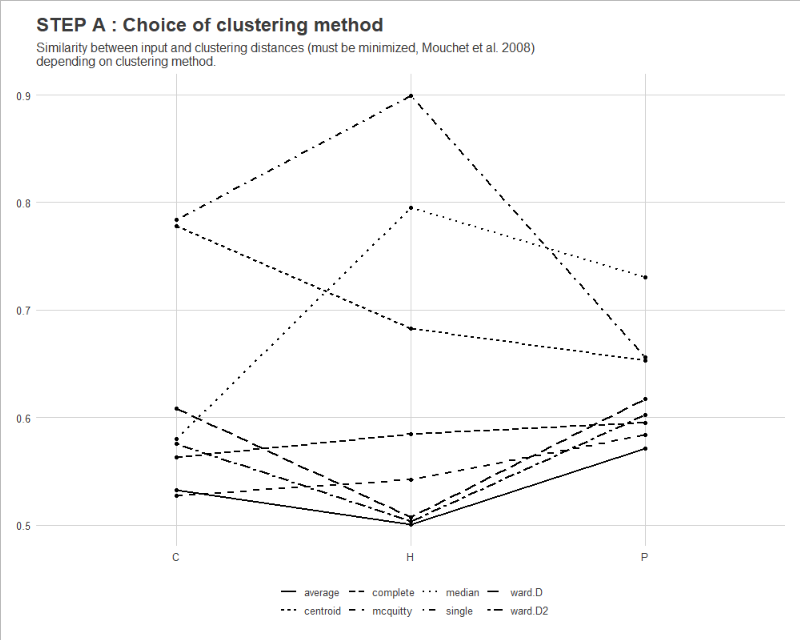 STEP A : Choice of clustering method
Similarity between input and clustering distances (must be minimized, Mouchet et al. 2008)
depending on clustering method.
0.9
0.8
0.7
0.6
0.5
C H P
average complete median ward.D
centroid mcquitty single ward.D2